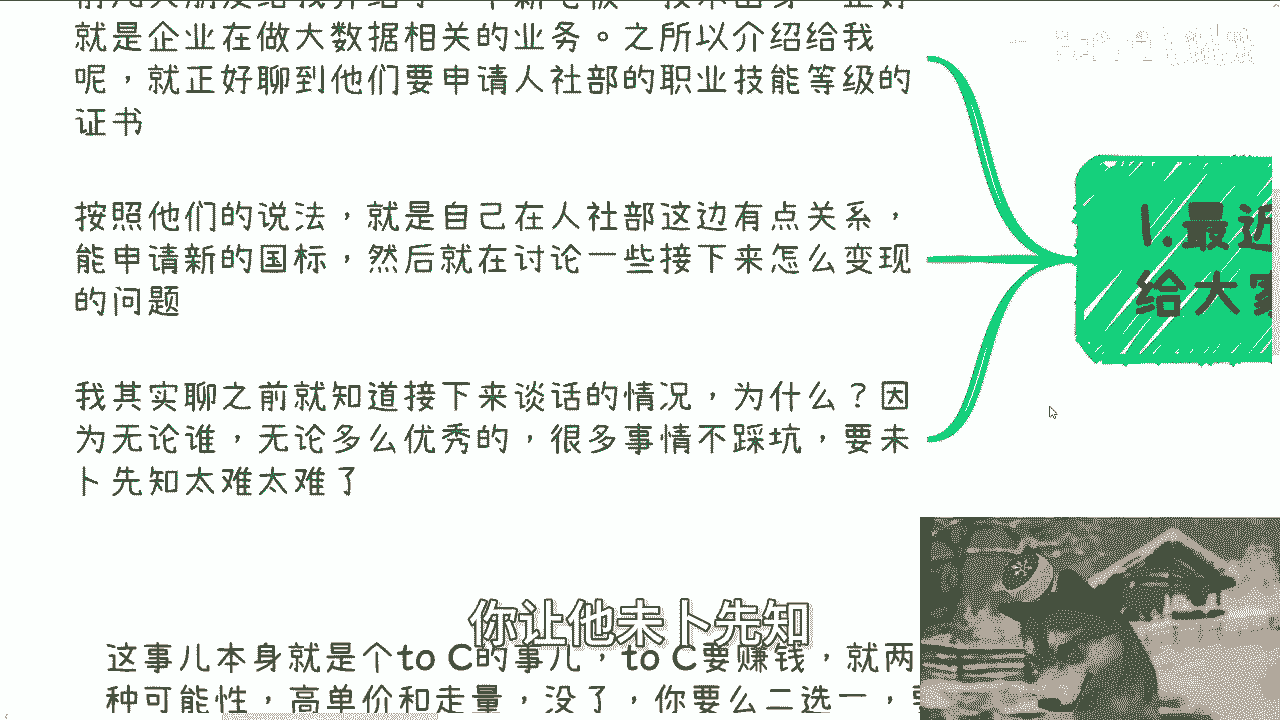 就是企业在做大数据相关的业务。之所以介绍给我
呢，就正好聊到他们要申请人社部的职业技能等级的
证书
按照他们的说法，就是自己在人社部这边有点关系，
能申请新的国标，然后就在讨论一些接下来怎么变现
的问题
我其实聊之前就知道接下来谈话的情况，为什么？因
为无论谁，无论多么优秀的，很多事情不踩坑，要未
卜先知太难太难了
1.最近
给大家
你让他未卜先知
这事儿本身就是个to C的事儿，to C要赚钱，就两
种可能性，高单价和走量，没了，你要么二选一，